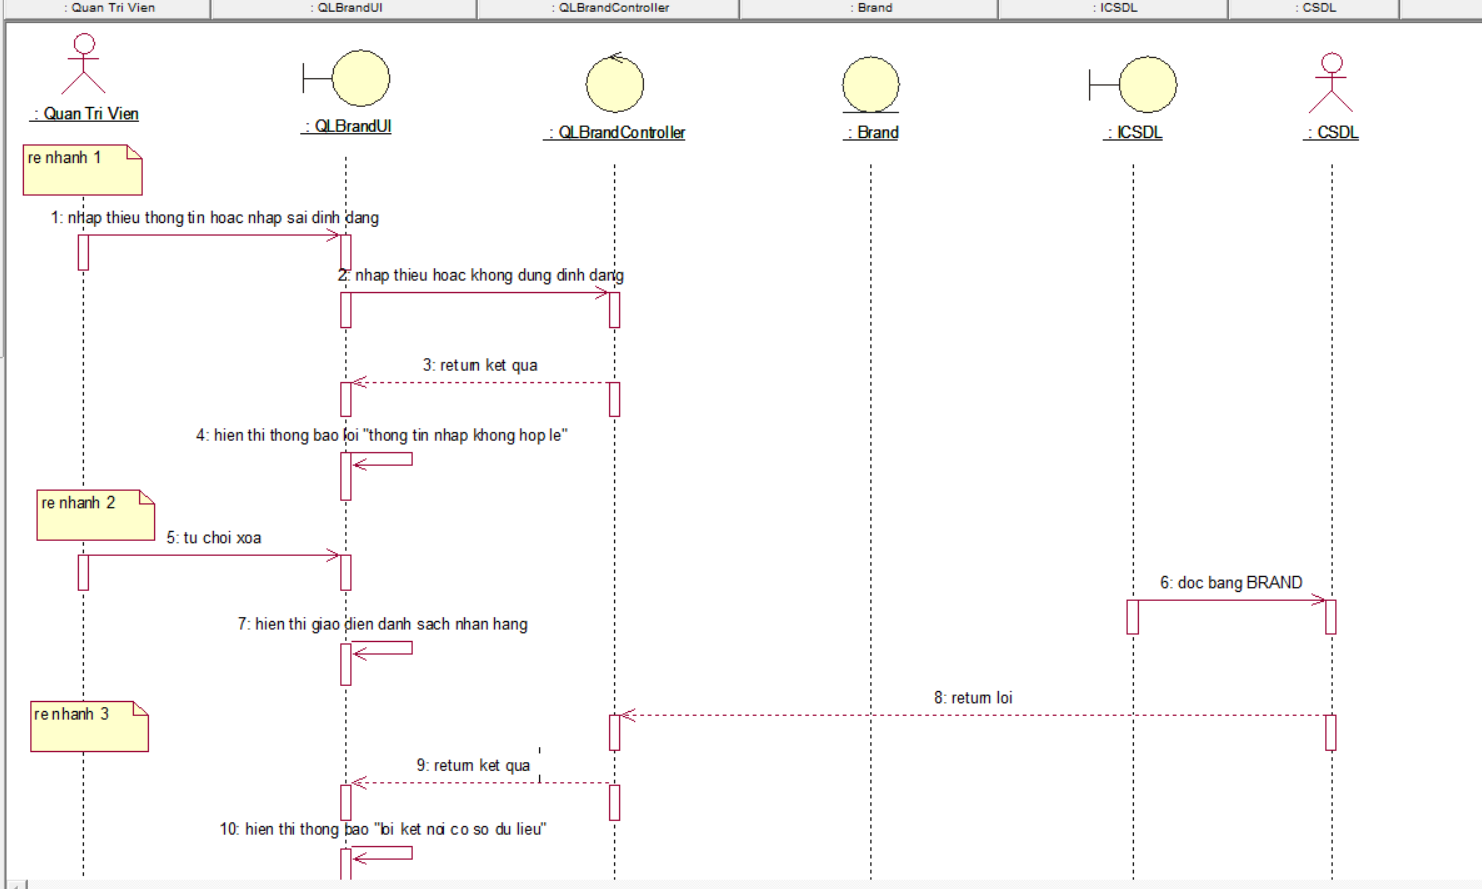 : Quan Tri Vien
: QLBrandUI
: QLBrandController
: Brand
: ICSDL
: CSDL
: Quan Tri Vien
: QLBrandUI
: QLBrandController
: Brand
: ICSDL
: CSDL
re nhanh 1
1: nhap thieu thong tin hoac nhap sai dinh dang
2: nhap thieu hoac khong dung dinh dang
3: return ket qua
4: hien thi thong bao loi "thong tin nhap khong hop le"
re nhanh 2
5: tu choi xoa
6: doc bang BRAND
7: hien thi giao dien danh sach nhan hang
8: return loi
re nhanh 3
9: return ket qua
10: hien thi thong bao "loi ket noi co so du lieu"